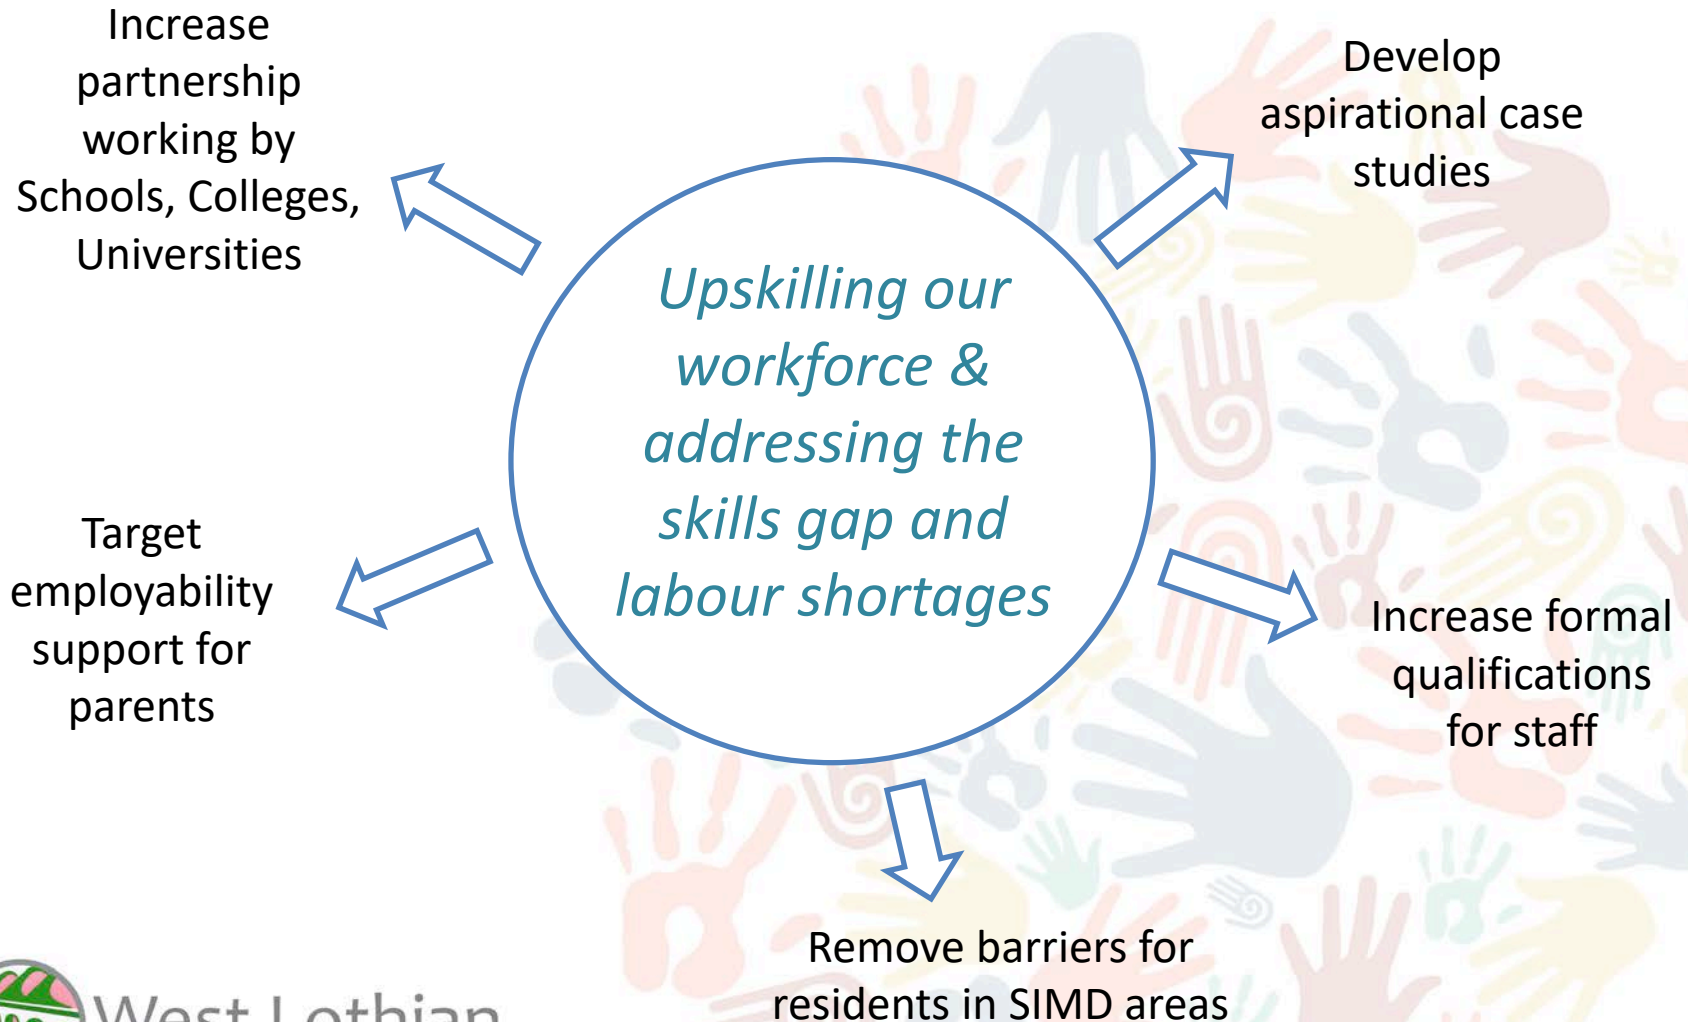 Increase
partnership
working by
Schools, Colleges,
Universities
Develop
aspirational case
studies
Upskilling our
workforce &
addressing the
skills gap and
labour shortages
Target
employability
support for
parents
Increase formal
qualifications
for staff
Remove barriers for
residents in SIMD areas
West Lothian